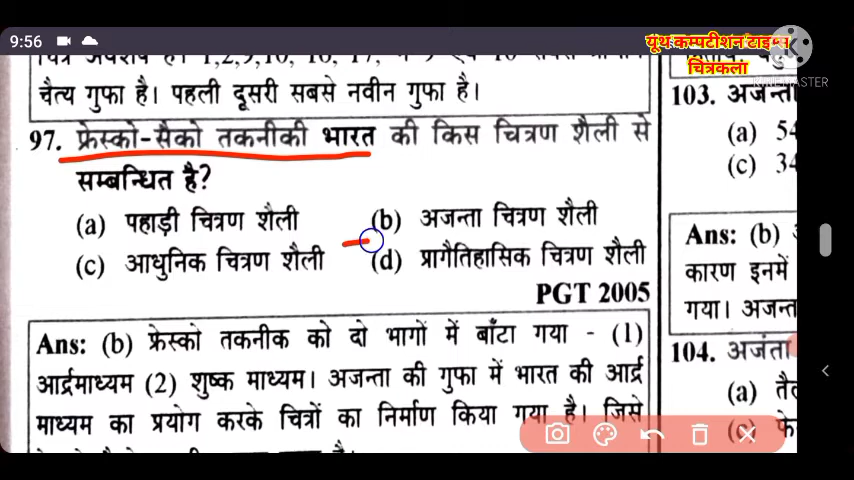 9:56
यूथ कम्पटीशन टाइम्स
चित्रकला
KINEMASTER
चैत्य गुफा है। पहली दूसरी सबसे नवीन गुफा है।
97. फ्रेस्को-सैको तकनीकी भारत की किस चित्रण शैली से
सम्बन्धित है?
(a) पहाड़ी चित्रण शैली
(b) अजन्ता चित्रण शैली
(c) आधुनिक चित्रण शैली
(d) प्रागैतिहासिक चित्रण शैली
PGT 2005
Ans: (b) फ्रेस्को तकनीक को दो भागों में बाँटा गया - (1)
आर्द्रमाध्यम (2) शुष्क माध्यम। अजन्ता की गुफा में भारत की आर्द्र
माध्यम का प्रयोग करके चित्रों का निर्माण किया गया है। जिसे
103. अजन्ता
(a) 54
(c) 34
Ans: (b)
कारण इनमें
गया। अजन्त
104. अजंता
(a)
(c)